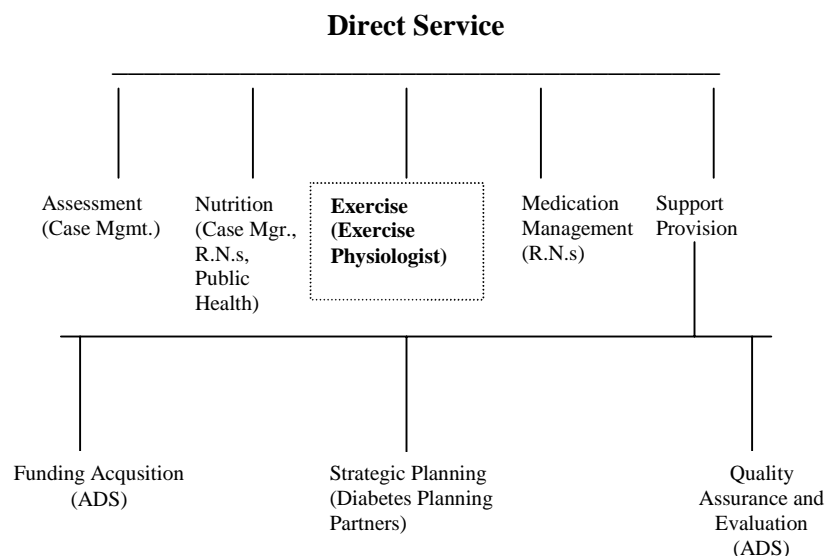 Direct Service
Assessment
(Case Mgmt.)
Nutrition
(Case Mgr.,
R.N.s,
Public
Health)
Exercise
(Exercise
Physiologist)
Medication
Management
(R.N.s)
Support
Provision
Funding Acqusition
(ADS)
Strategic Planning
(Diabetes Planning
Partners)
Quality
Assurance and
Evaluation
(ADS)